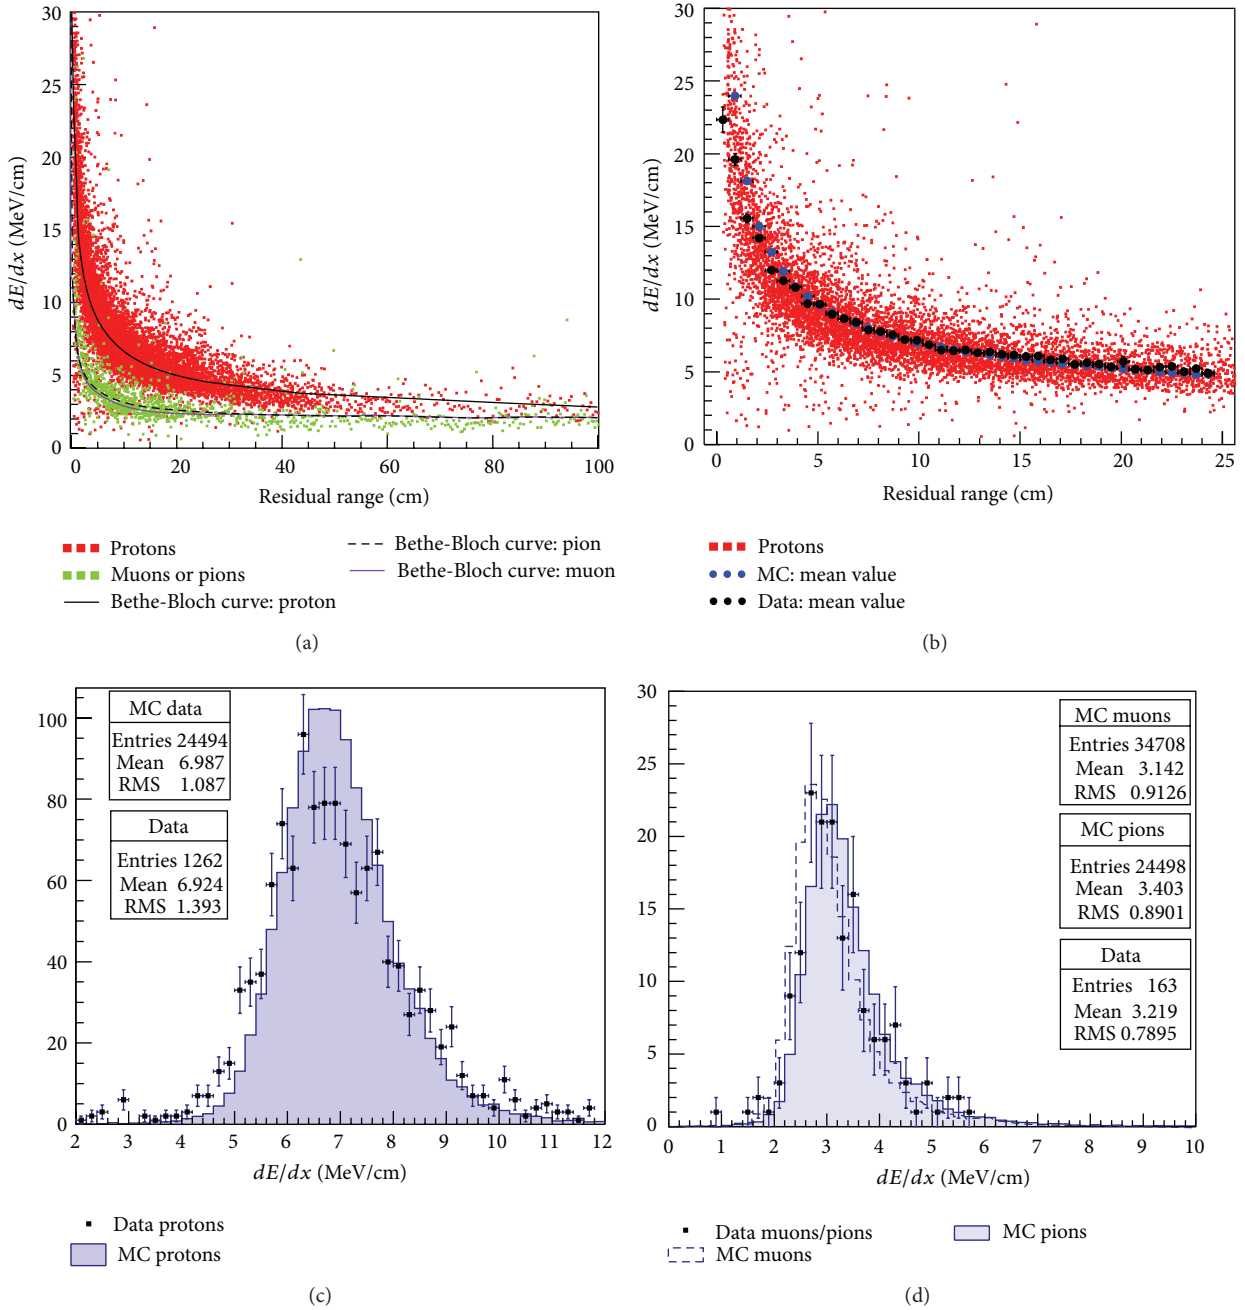 30
25
20
15
10
5
0
dE/dx (MeV/cm)
0 20 40 60 80 100
Residual range (cm)
Protons
Muons or pions
Bethe-Bloch curve: proton
Bethe-Bloch curve: pion
Bethe-Bloch curve: muon
(a)
30
25
20
15
10
5
0
dE/dx (MeV/cm)
0 5 10 15 20 25
Residual range (cm)
Protons
MC: mean value
Data: mean value
(b)
100
80
60
40
20
0
MC data
Entries 24494
Mean 6.987
RMS 1.087
Data
Entries 1262
Mean 6.924
RMS 1.393
2 3 4 5 6 7 8 9 10 11 12
dE/dx (MeV/cm)
Data protons
MC protons
(c)
30
25
20
15
10
5
0
MC muons
Entries 34708
Mean 3.142
RMS 0.9126
MC pions
Entries 24498
Mean 3.403
RMS 0.8901
Data
Entries 163
Mean 3.219
RMS 0.7895
0 1 2 3 4 5 6 7 8 9 10
dE/dx (MeV/cm)
Data muons/pions
MC muons
MC pions
(d)